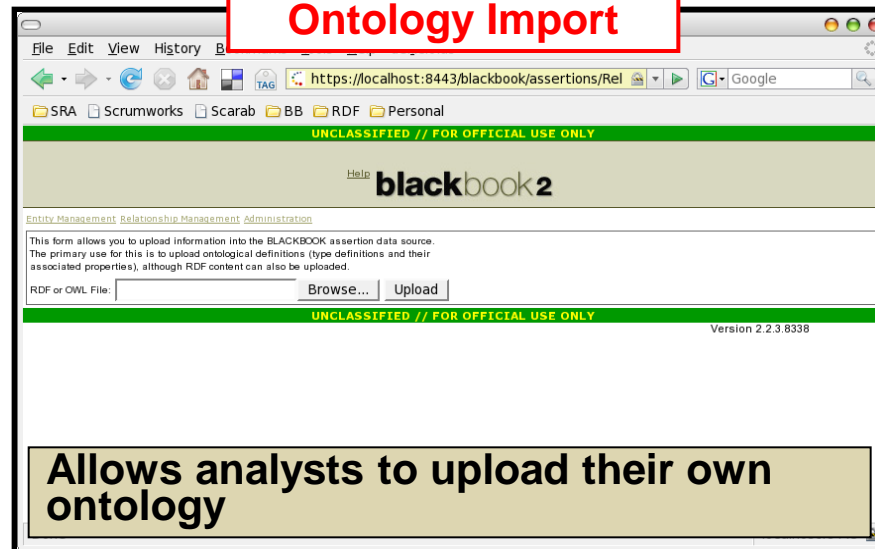 Ontology Import
File Edit View History B
https://localhost:8443/blackbook/assertions/Rel
TAG
G Google
SRA Scrumworks Scarab BB RDF Personal
UNCLASSIFIED // FOR OFFICIAL USE ONLY
Help blackbook2
Entity Management Relationship Management Administration
This form allows you to upload information into the BLACKBOOK assertion data source.
The primary use for this is to upload ontological definitions (type definitions and their
associated properties), although RDF content can also be uploaded.
RDF or OWL File: Browse... Upload
UNCLASSIFIED // FOR OFFICIAL USE ONLY
Version 2.2.3.8338
Allows analysts to upload their own
ontology